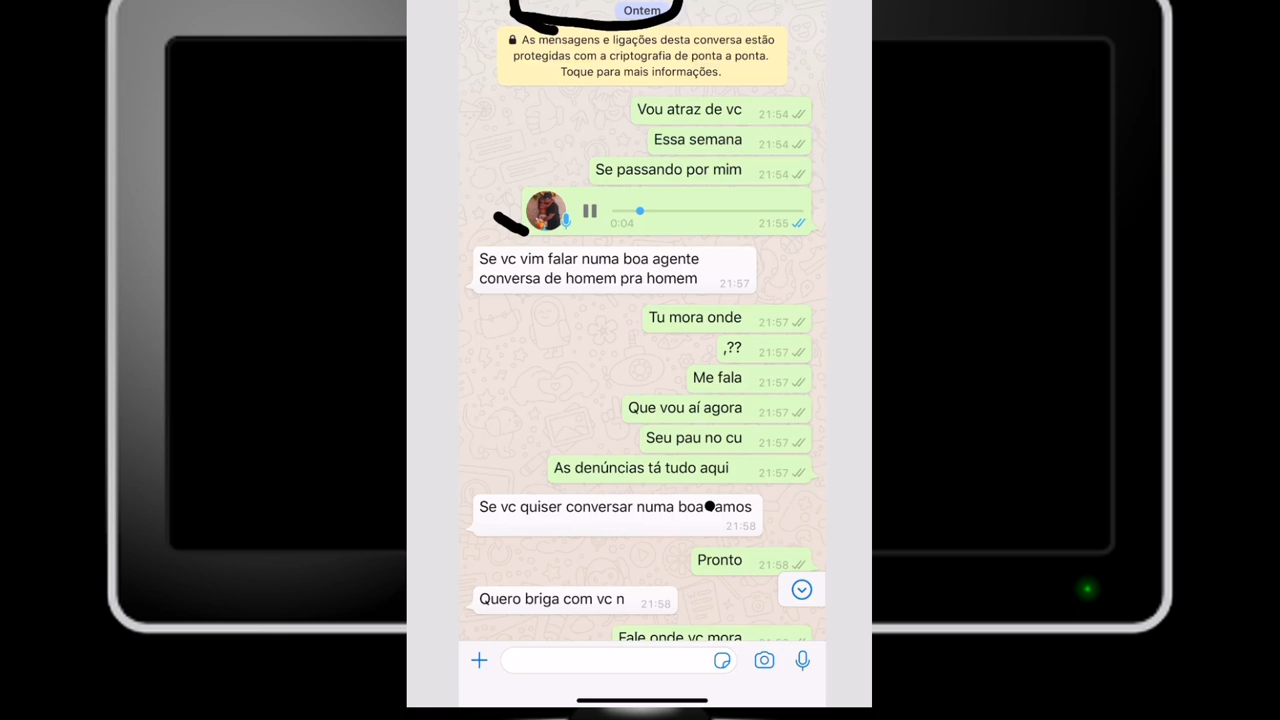 Ontem
As mensagens e ligações desta conversa estão
protegidas com a criptografia de ponta a ponta.
Toque para mais informações.
Vou atraz de vc 21:54
Essa semana 21:54
Se passando por mim 21:54
0:04 21:55
Se vc vim falar numa boa agente
conversa de homem pra homem 21:57
Tu mora onde 21:57
,?? 21:57
Me fala 21:57
Que vou aí agora 21:57
Seu pau no cu 21:57
As denúncias tá tudo aqui 21:57
Se vc quiser conversar numa boa amos
21:58
Pronto 21:58
Quero briga com vc n 21:58
Fale onde vc mora